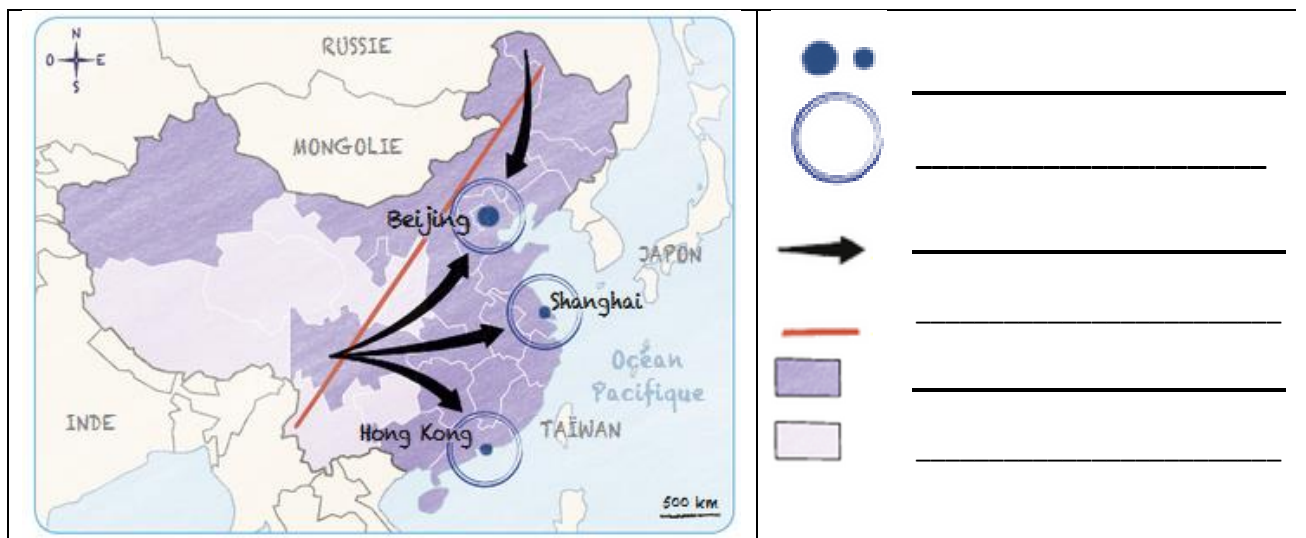 N
O E
S
RUSSIE
MONGOLIE
Beijing
JAPON
Shanghai
Océan
Pacifique
INDE
Hong Kong
TAÏWAN
500 km